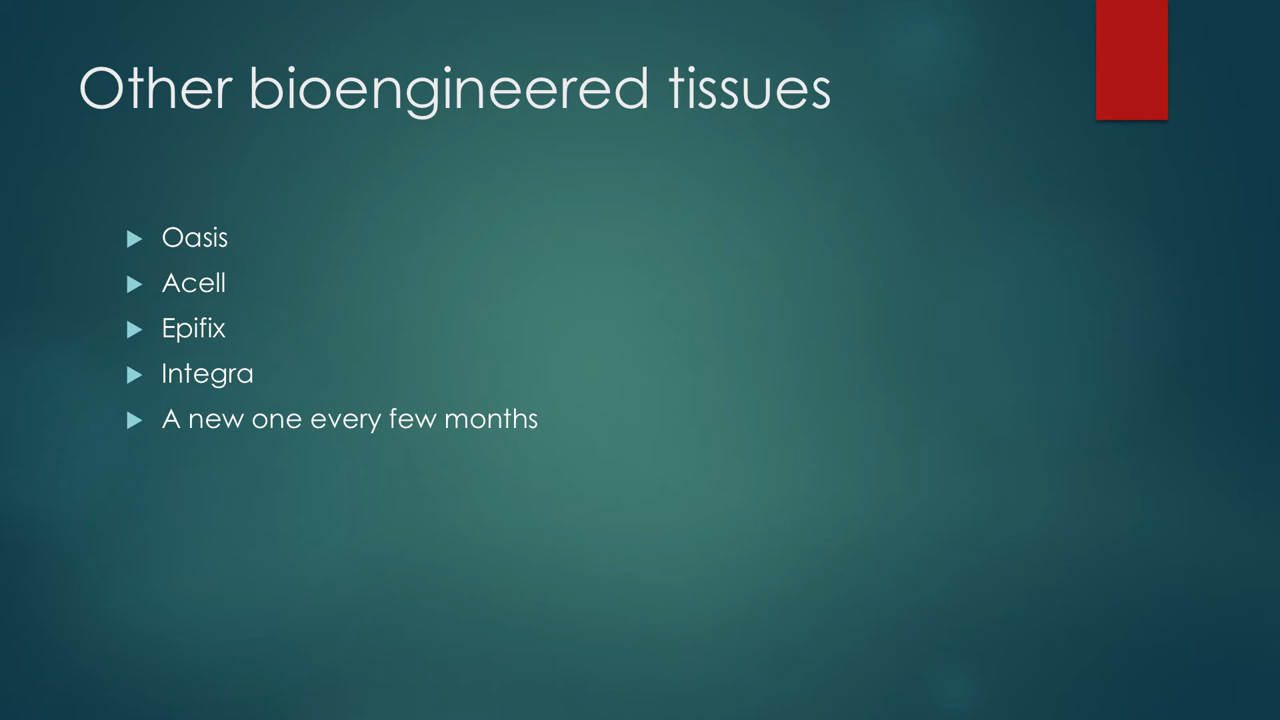 Other bioengineered tissues
Oasis
Acell
Epifix
Integra
A new one every few months